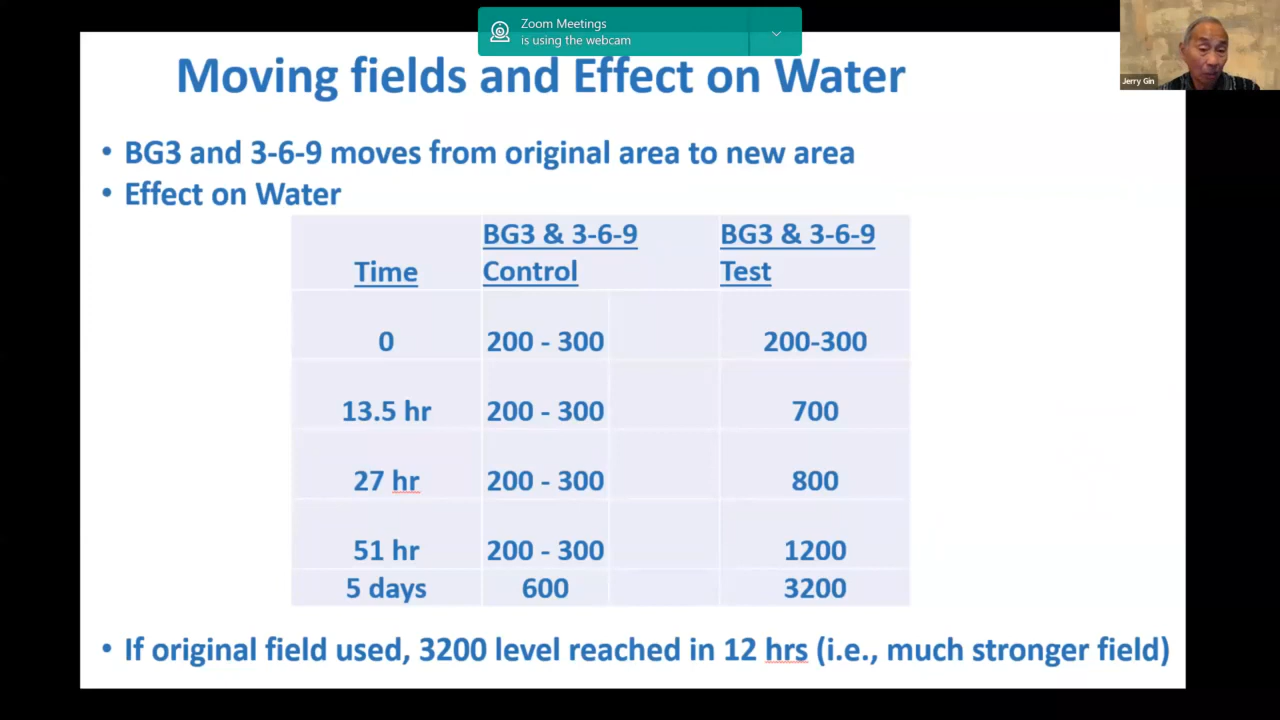 Zoom Meetings
is using the webcam
Jerry Gin
Moving fields and Effect on Water
• BG3 and 3-6-9 moves from original area to new area
• Effect on Water
Time BG3 & 3-6-9 Control BG3 & 3-6-9 Test
0 200 - 300 200-300
13.5 hr 200 - 300 700
27 hr 200 - 300 800
51 hr 200 - 300 1200
5 days 600 3200
• If original field used, 3200 level reached in 12 hrs (i.e., much stronger field)